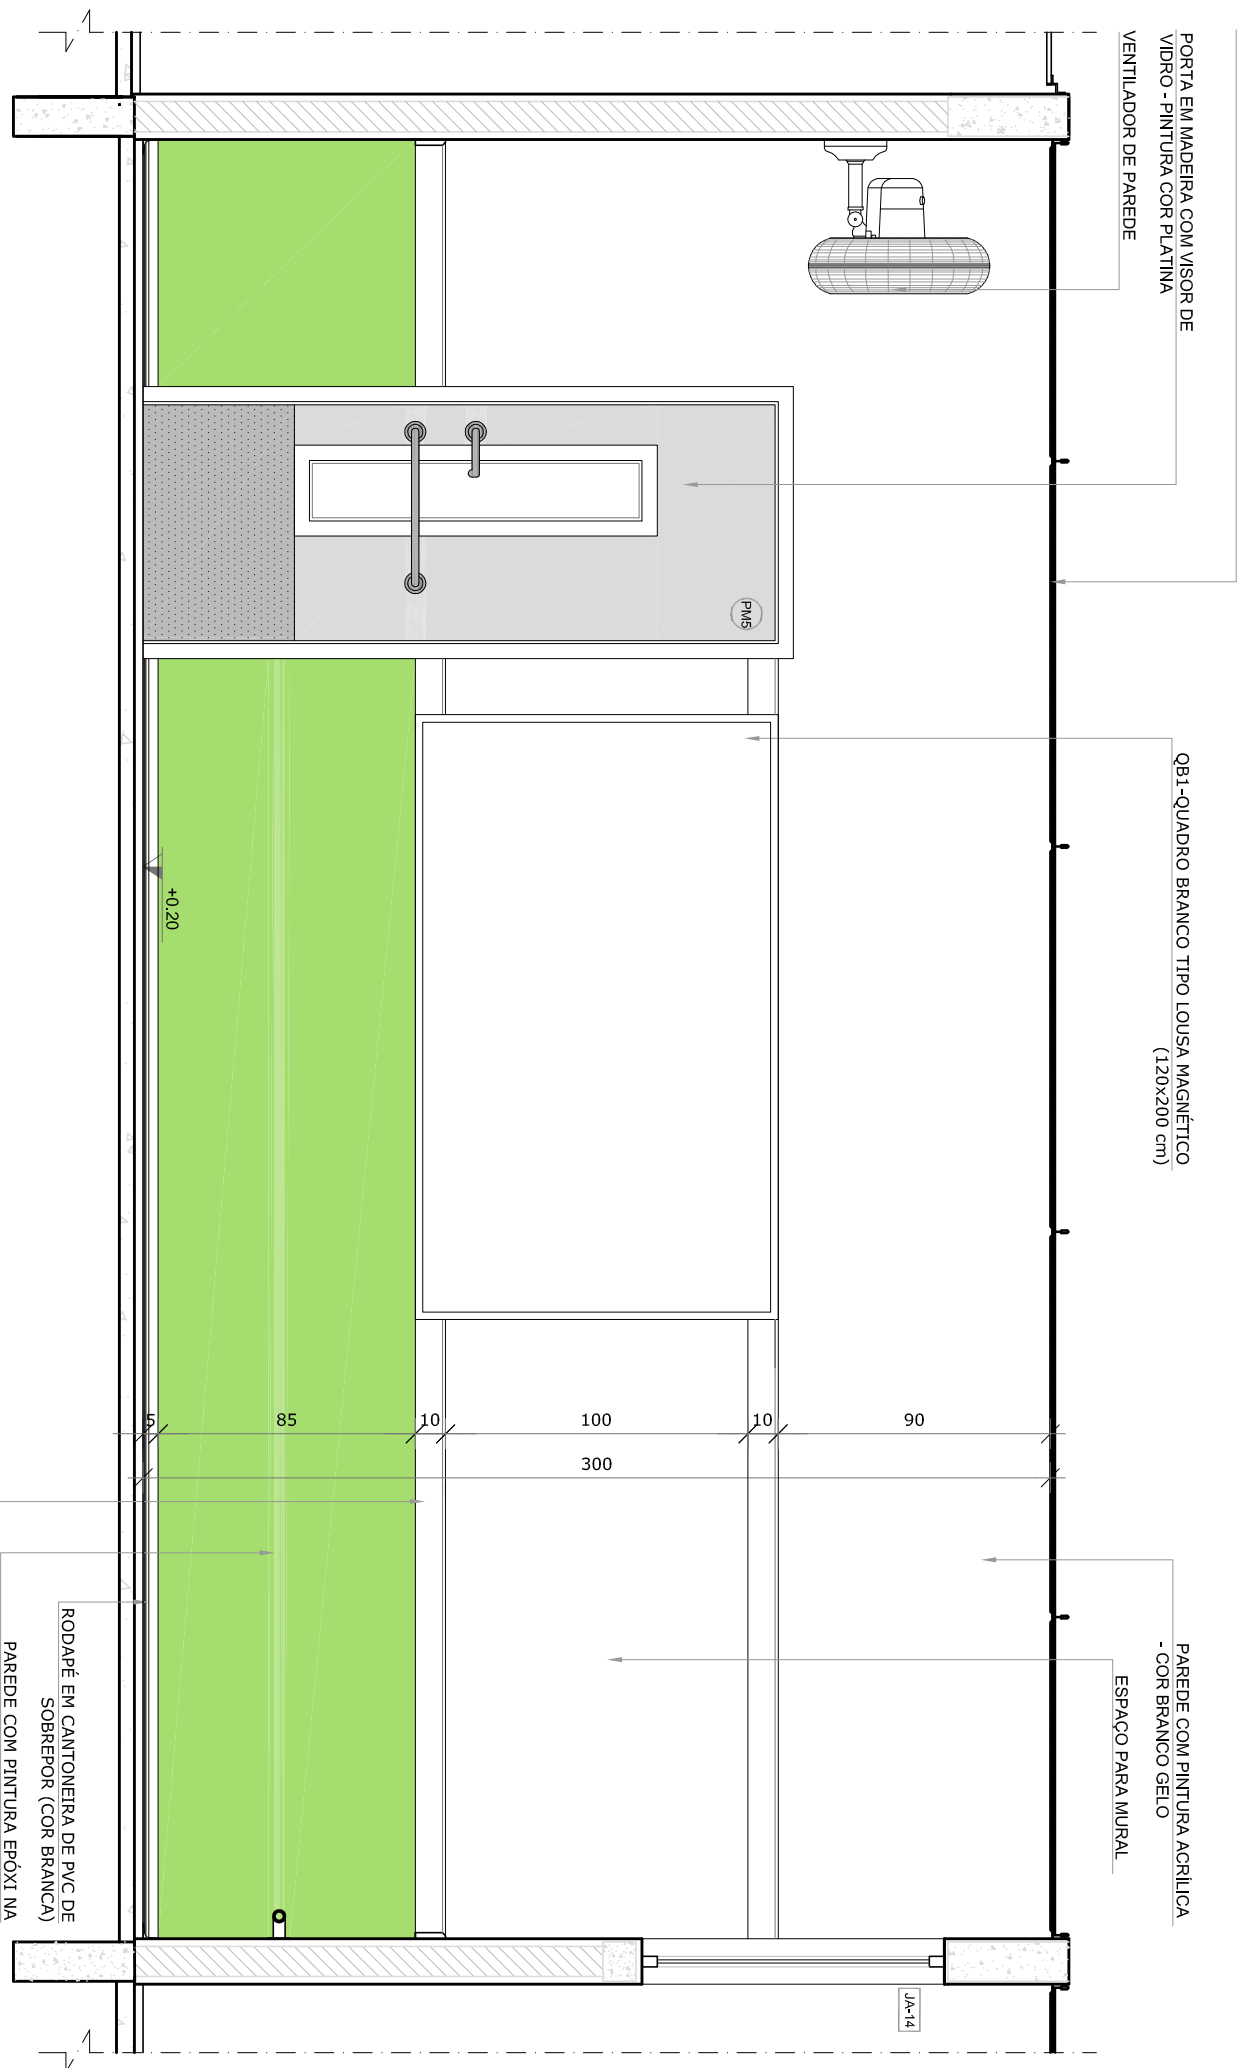 PORTA EM MADEIRA COM VISOR DE
VIDRO - PINTURA COR PLATINA
VENTILADOR DE PAREDE
QB1-QUADRO BRANCO TIPO LOUSA MAGNÉTICO
(120x200 cm)
PAREDE COM PINTURA ACRÍLICA
- COR BRANCO GELO
ESPAÇO PARA MURAL
JA-14
PM5
90
10
100
10
85
5
300
+0.20
RODAPÉ EM CANTONEIRA DE PVC DE
SOBREPOR (COR BRANCA)
PAREDE COM PINTURA EPÓXI NA